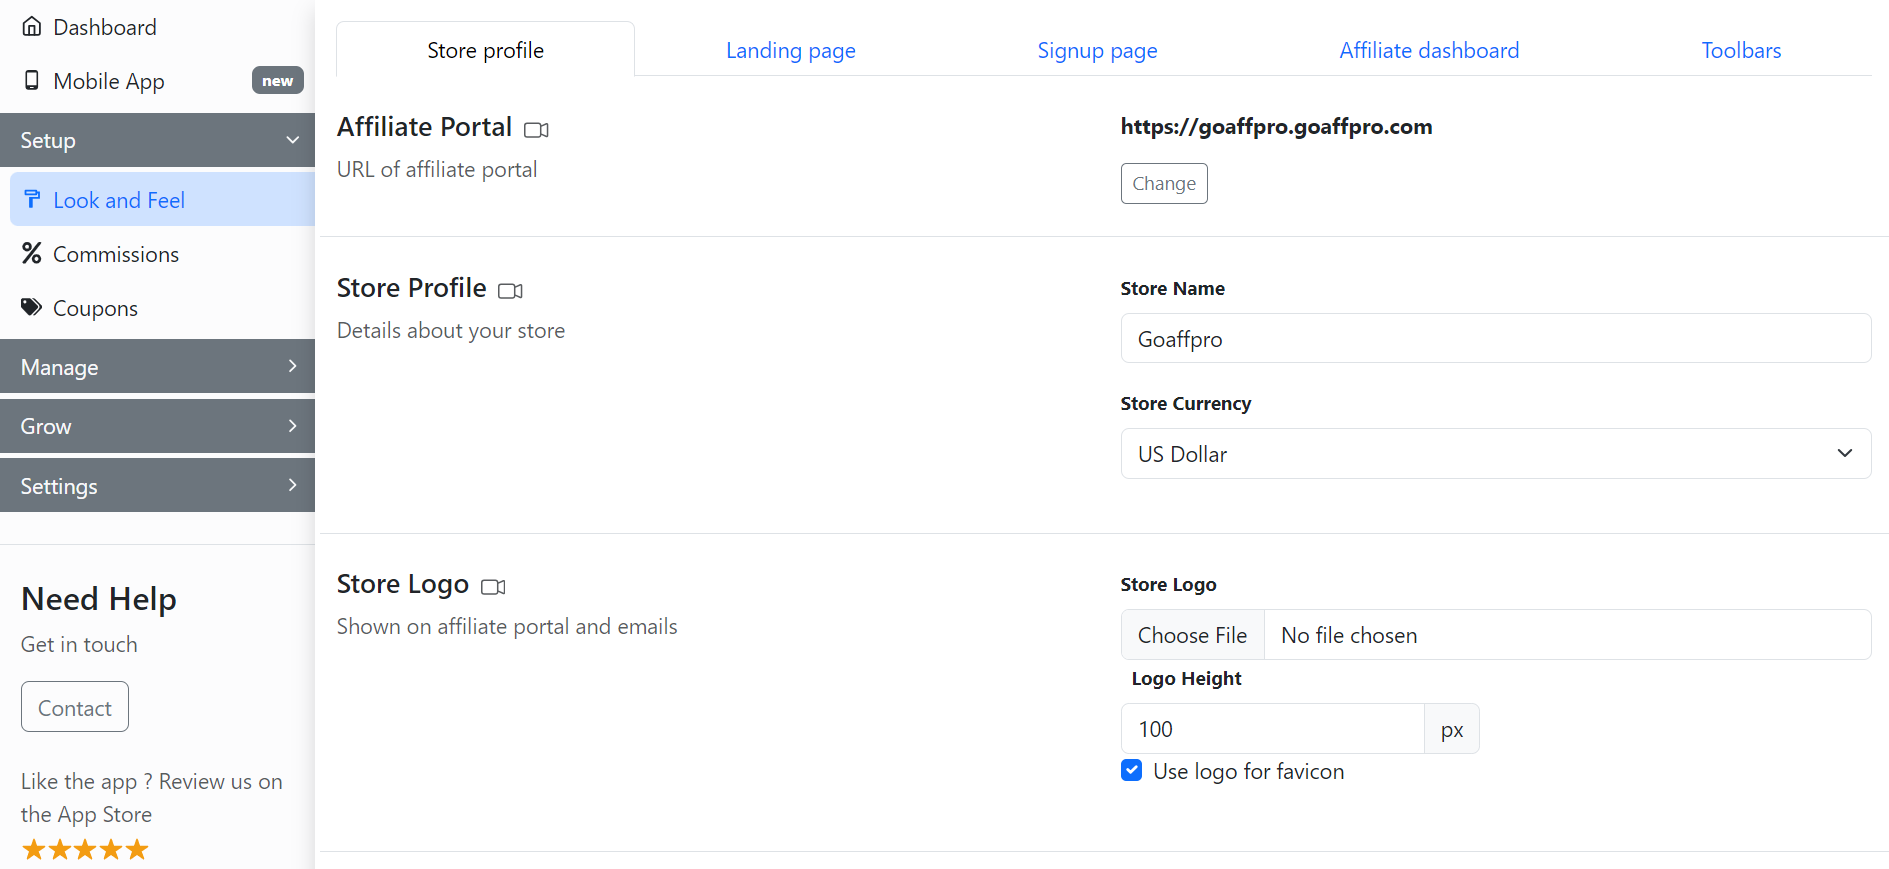 Dashboard
Mobile App new
Setup
Look and Feel
Commissions
Coupons
Manage
Grow
Settings
Need Help
Get in touch
Contact
Like the app ? Review us on
the App Store
Store profile Landing page Signup page Affiliate dashboard Toolbars
Affiliate Portal
URL of affiliate portal
https://goaffpro.goaffpro.com
Change
Store Profile
Details about your store
Store Name
Goaffpro
Store Currency
US Dollar
Store Logo
Shown on affiliate portal and emails
Store Logo
Choose File No file chosen
Logo Height
100 px
Use logo for favicon